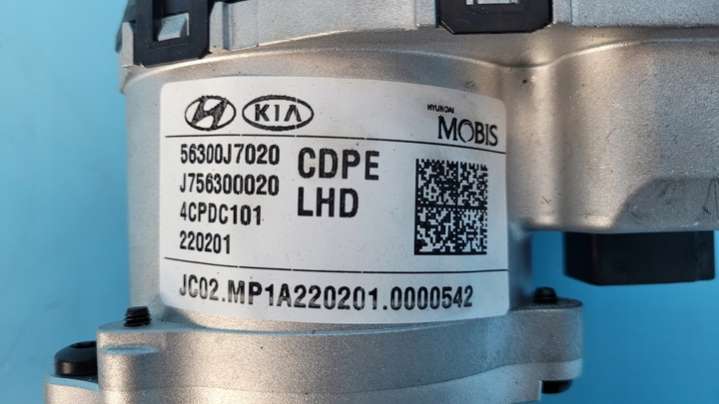 KIA
HYUNDAI
MOBIS
56300J7020
J756300020
4CPDC101
220201
CDPE
LHD
JC02.MP1A220201.0000542